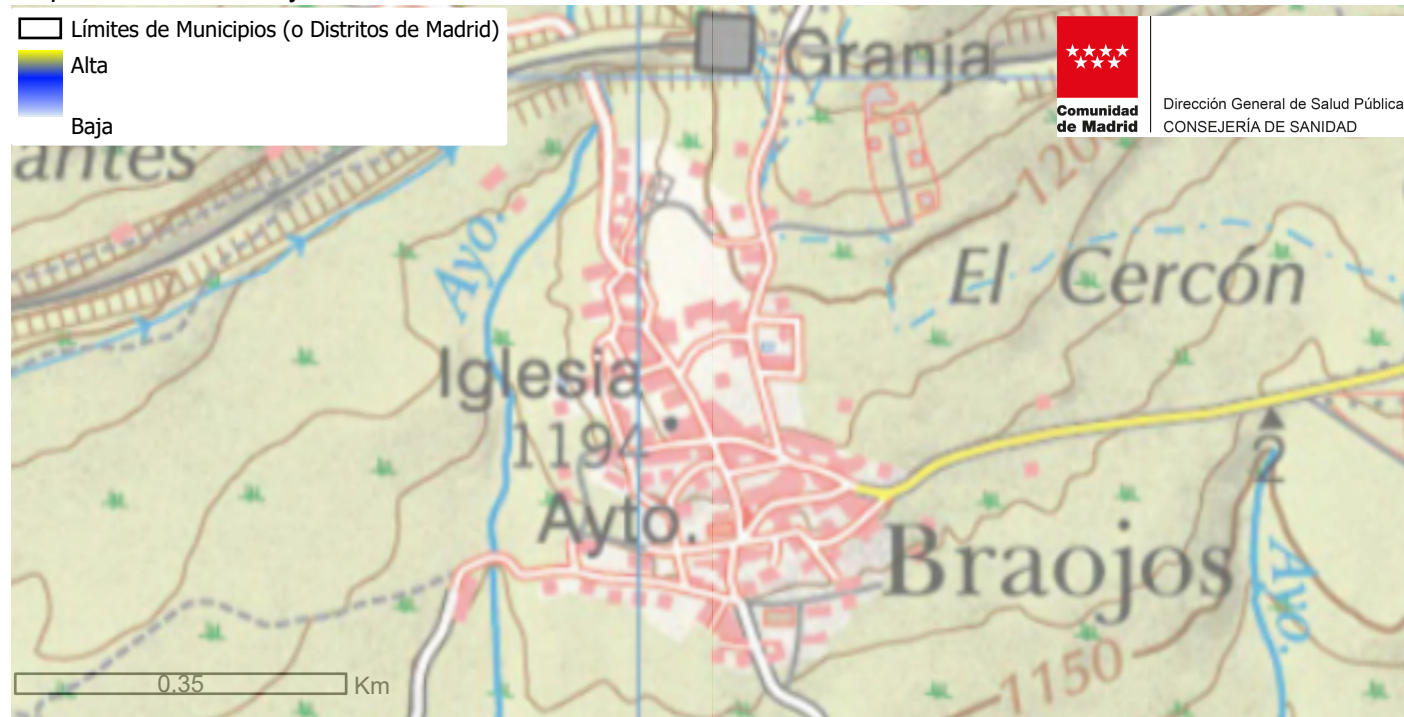 Límites de Municipios (o Distritos de Madrid)
Alta
Baja
Granja
Comunidad
de Madrid
Dirección General de Salud Pública
CONSEJERÍA DE SANIDAD
antes
120
Ayo.
El Cercón
Iglesia
1194
2
Ayto.
Braojos
Ayo.
1150
0.35 Km